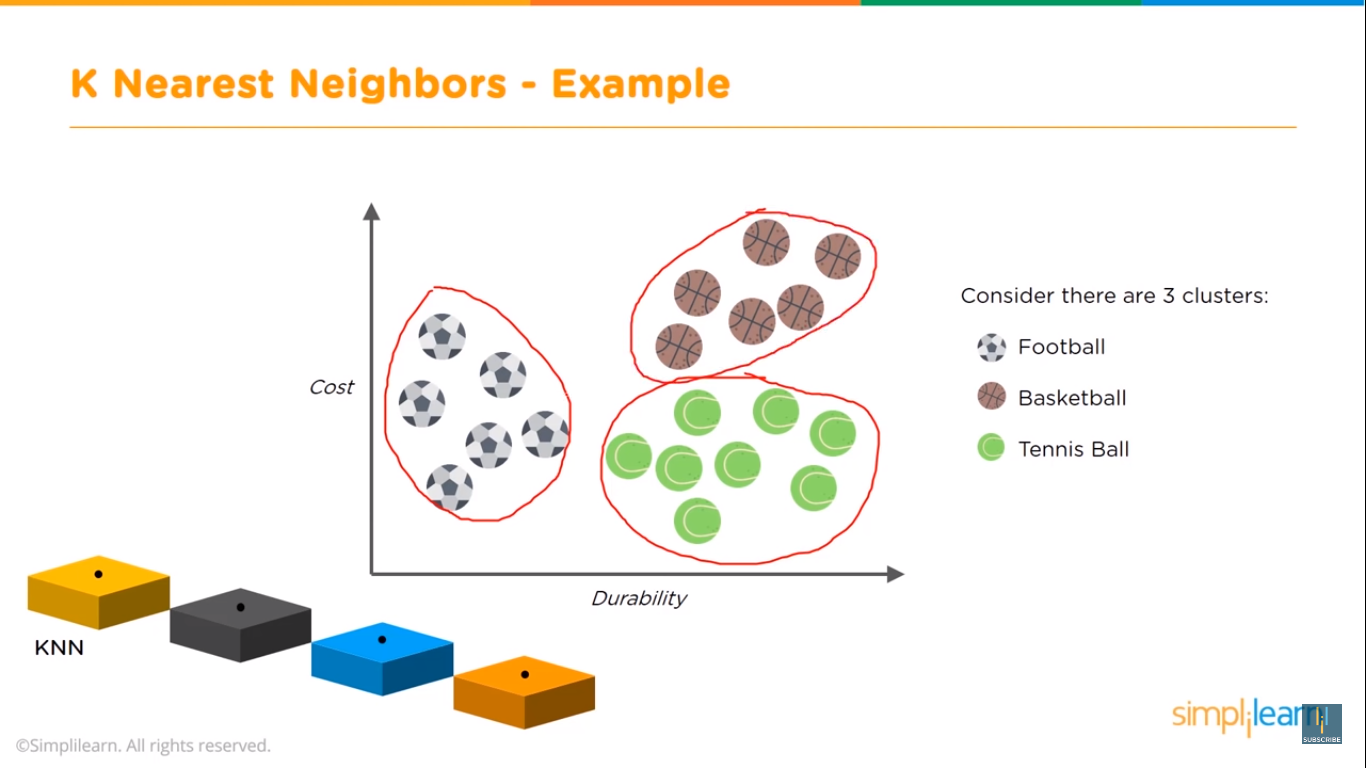 K Nearest Neighbors - Example
Consider there are 3 clusters:
Football
Cost
Basketball
Tennis Ball
Durability
KNN
simplilearn
SUBSCRIBE
©Simplilearn. All rights reserved.